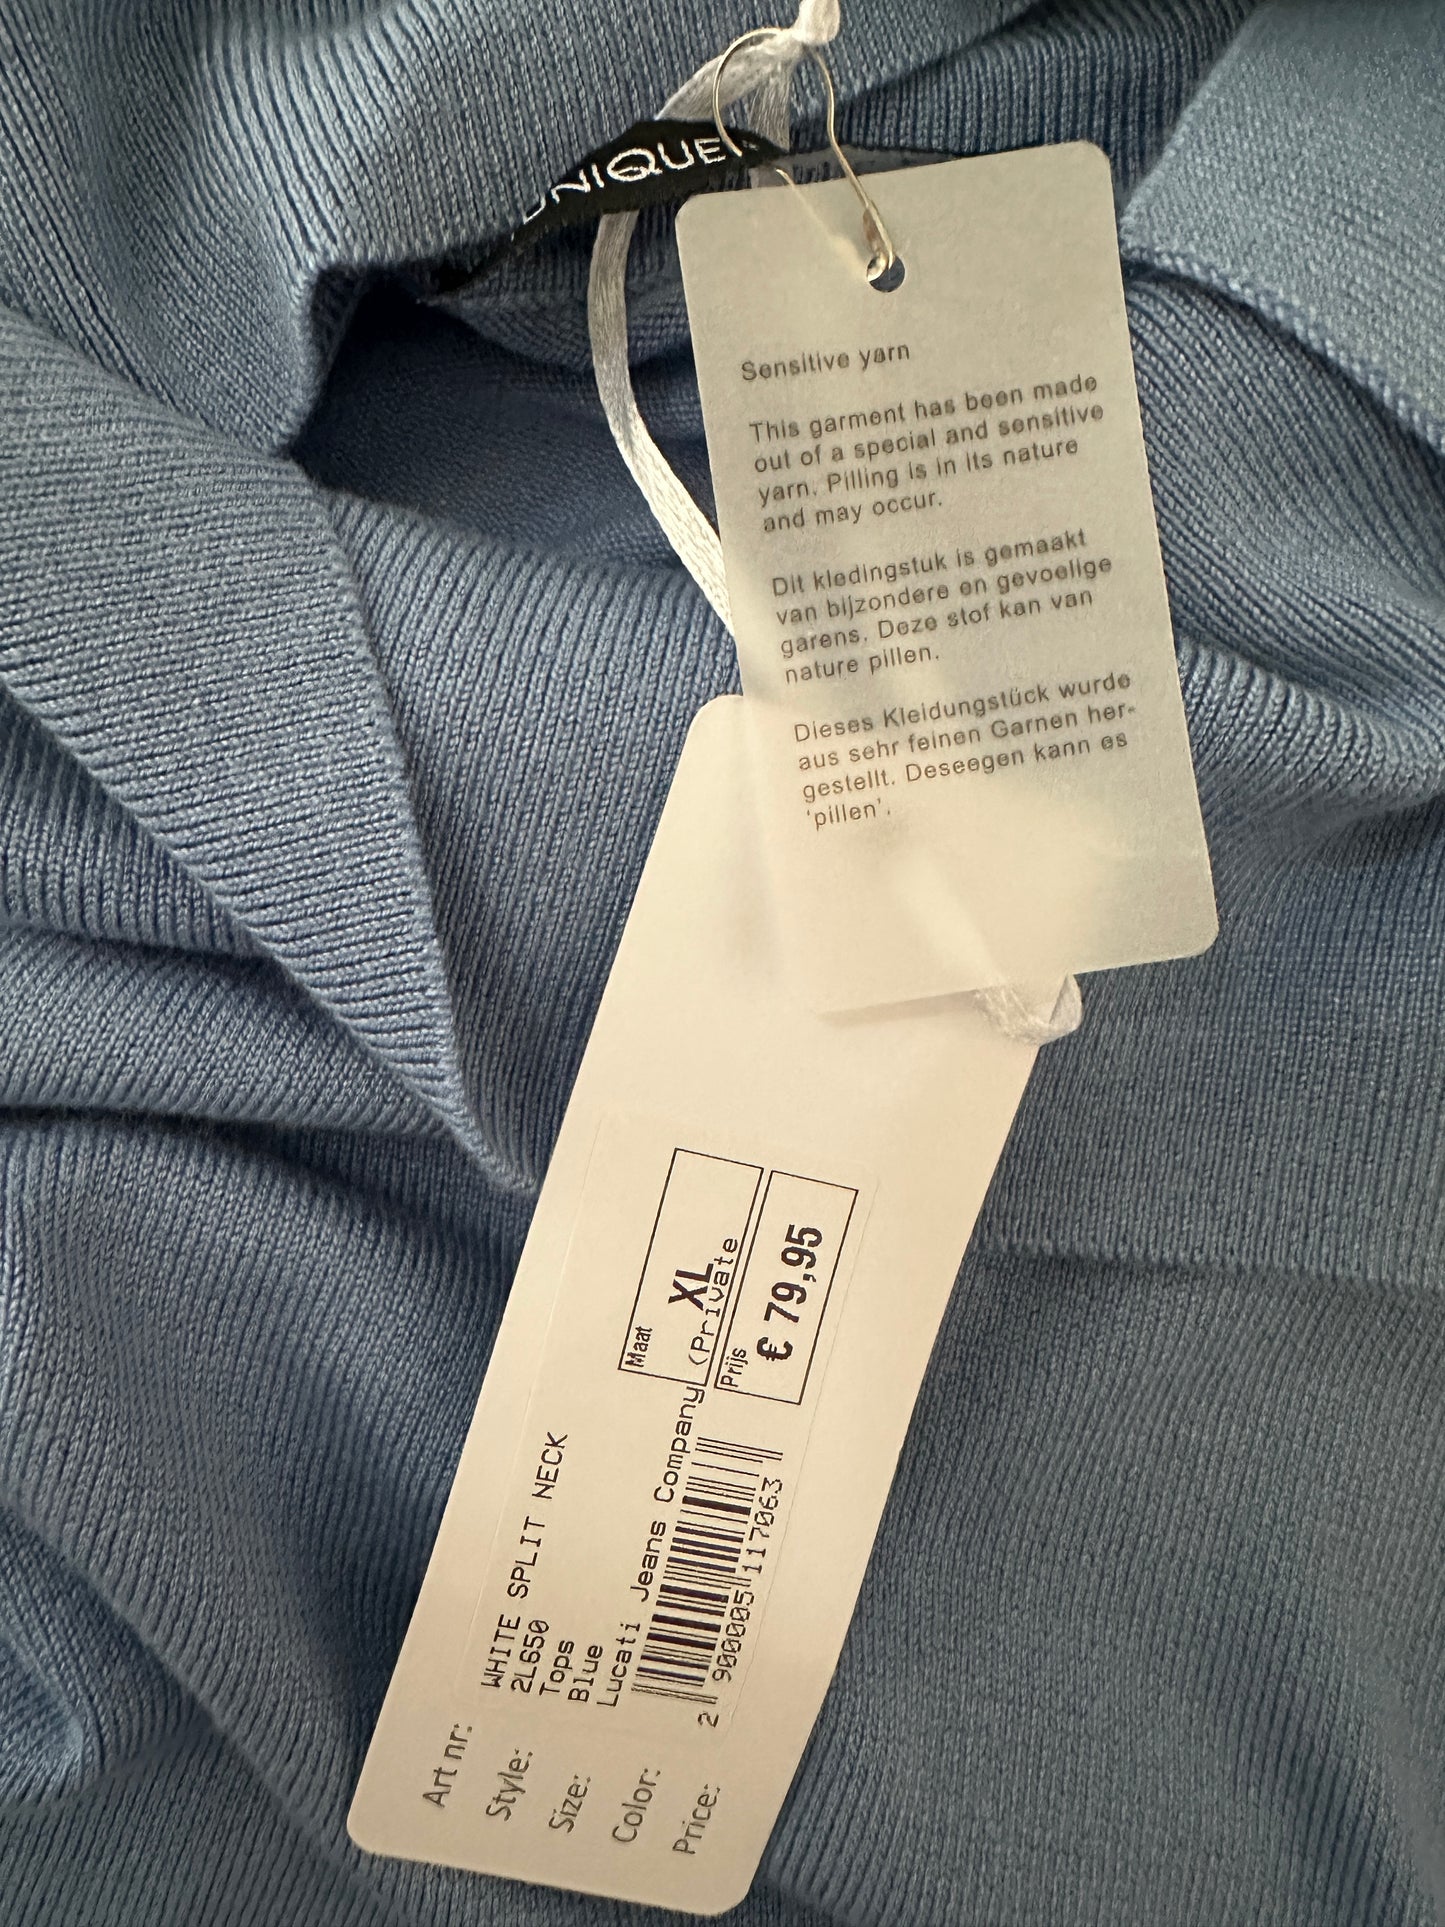 UNIQUE
Sensitive yarn
This garment has been made
out of a special and sensitive
yarn. Pilling is in its nature
and may occur.
Dit kledingstuk is gemaakt
van bijzondere en gevoelige
garens. Deze stof kan van
nature pillen.
Dieses Kleidungstück wurde
aus sehr feinen Garnen her-
gestellt. Deseegen kann es
'pillen'.
WHITE SPLIT NECK
2L650
Tops
Blue
Lucati Jeans Company (Private
Maat
XL
Prijs
€ 79,95
2 900005 117063
Art nr:
Style:
Size:
Color:
Price: